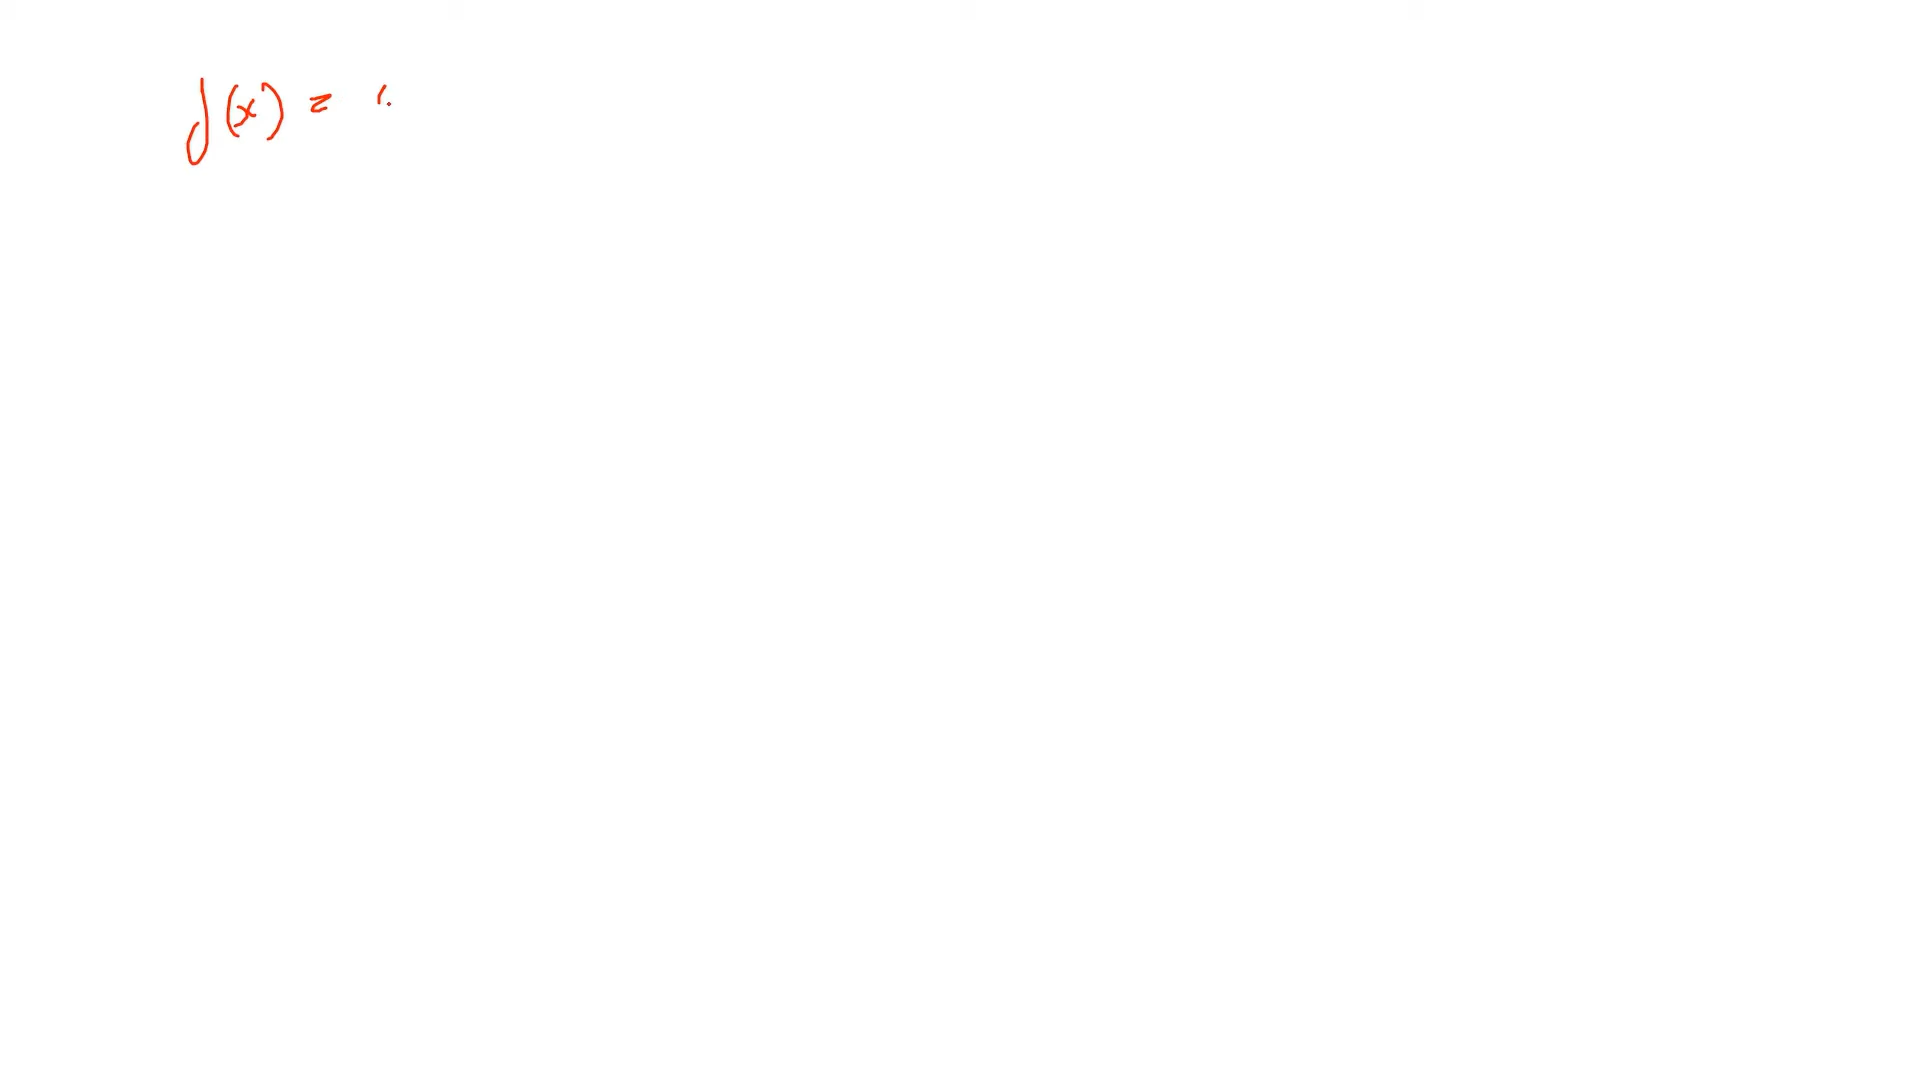 f(x) =